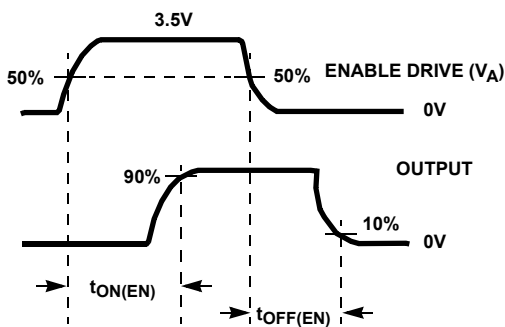 3.5V
50%
50%
ENABLE DRIVE (VA)
0V
90%
OUTPUT
10%
0V
tON(EN)
tOFF(EN)